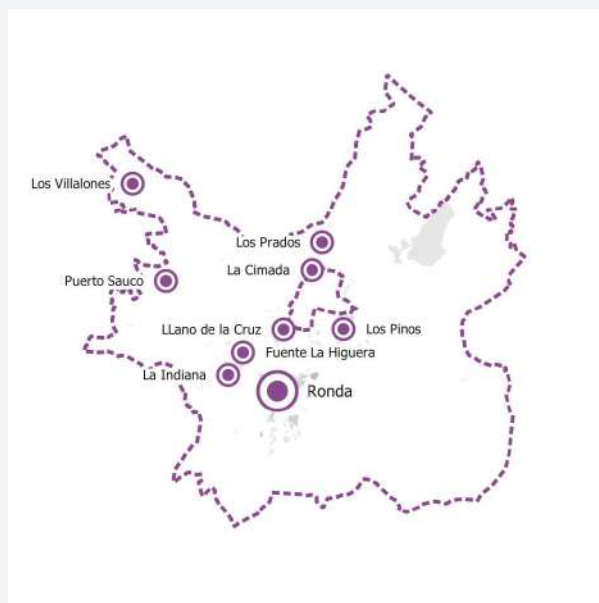 Los Villalones
Los Prados
La Cimada
Puerto Sauco
LLano de la Cruz
Los Pinos
Fuente La Higuera
La Indiana
Ronda